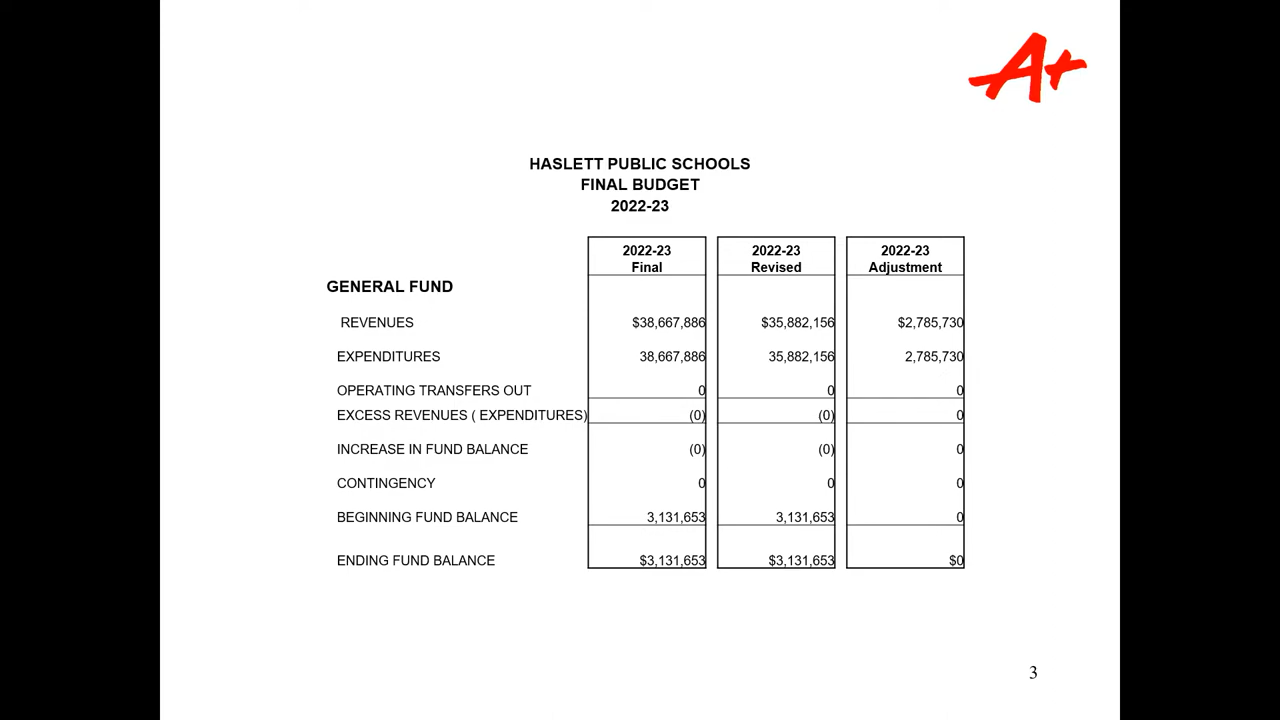 A+
HASLETT PUBLIC SCHOOLS
FINAL BUDGET
2022-23
2022-23 2022-23 2022-23
Final Revised Adjustment
GENERAL FUND
REVENUES $38,667,886 $35,882,156 $2,785,730
EXPENDITURES 38,667,886 35,882,156 2,785,730
OPERATING TRANSFERS OUT 0 0 0
EXCESS REVENUES ( EXPENDITURES) (0) (0) 0
INCREASE IN FUND BALANCE (0) (0) 0
CONTINGENCY 0 0 0
BEGINNING FUND BALANCE 3,131,653 3,131,653 0
ENDING FUND BALANCE $3,131,653 $3,131,653 $0
3